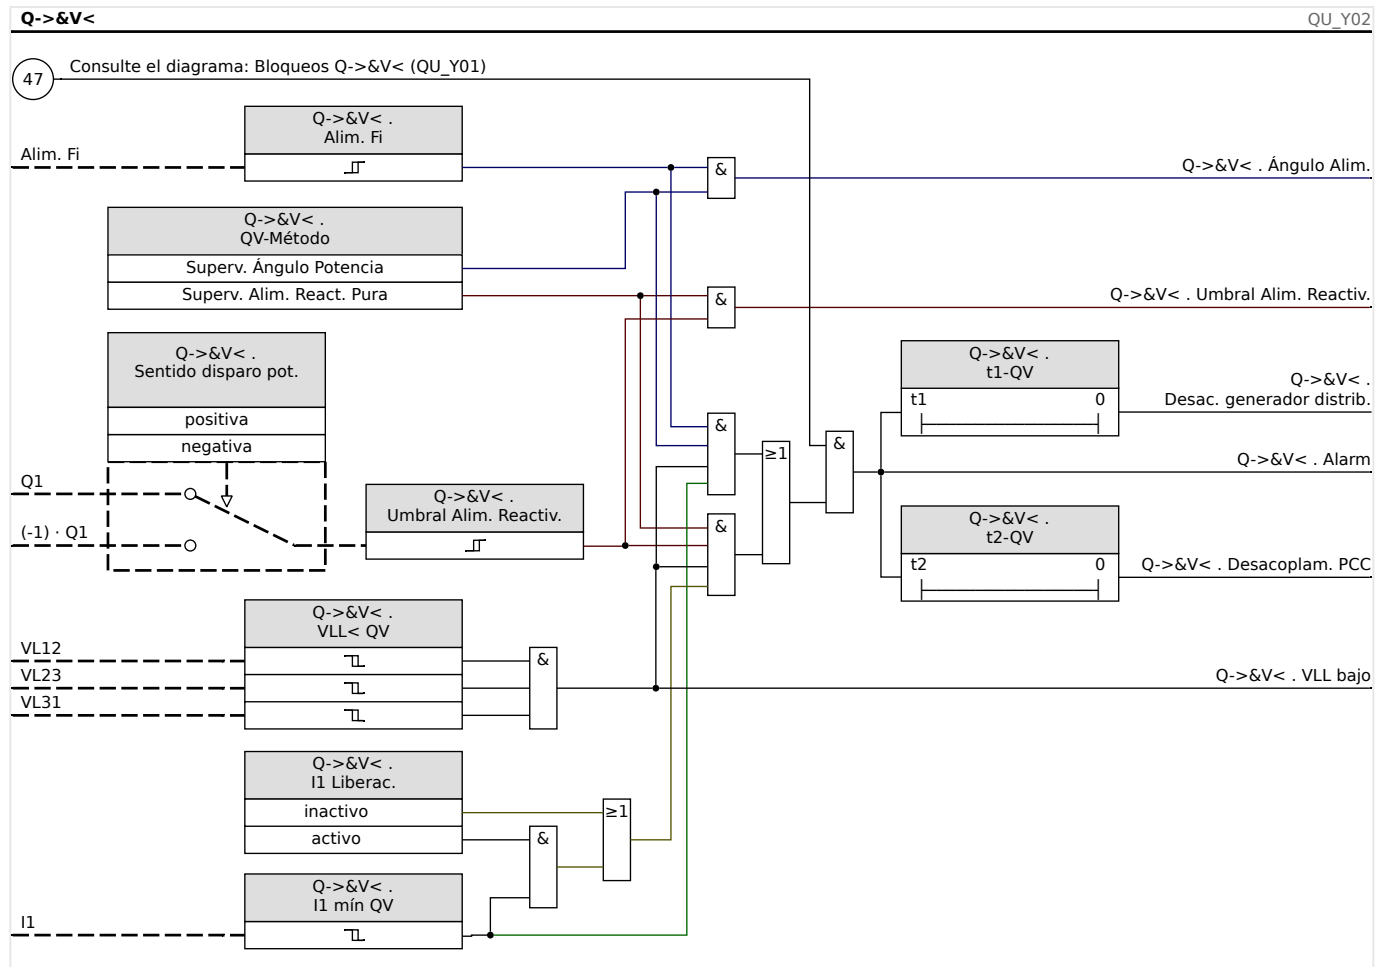 Q->&V<
QU_Y02
47
Consulte el diagrama: Bloqueos Q->&V< (QU_Y01)
Q->&V< .
Alim. Fi
Alim. Fi
&
Q->&V< . Ángulo Alim.
Q->&V< .
QV-Método
Superv. Ángulo Potencia
Superv. Alim. React. Pura
&
Q->&V< . Umbral Alim. Reactiv.
Q->&V< .
Sentido disparo pot.
positiva
negativa
Q->&V< .
t1-QV
t1 0
Q->&V< .
Desac. generador distrib.
&
≥1
&
Q->&V< . Alarm
Q1
(-1) · Q1
Q->&V< .
Umbral Alim. Reactiv.
&
Q->&V< .
t2-QV
t2 0
Q->&V< . Desacoplam. PCC
Q->&V< .
VLL< QV
VL12
VL23
VL31
&
Q->&V< . VLL bajo
Q->&V< .
I1 Liberac.
inactivo
activo
≥1
&
Q->&V< .
I1 mín QV
I1